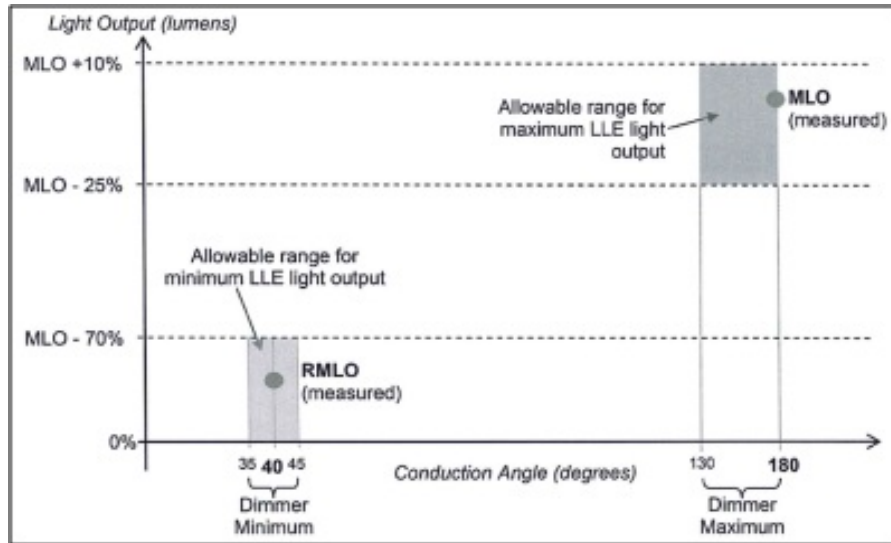 Light Output (lumens)
MLO +10%
Allowable range for
maximum LLE light
output
MLO
(measured)
MLO - 25%
Allowable range for
minimum LLE light output
MLO - 70%
RMLO
(measured)
0%
35 40 45
Conduction Angle (degrees)
130 180
Dimmer
Minimum
Dimmer
Maximum